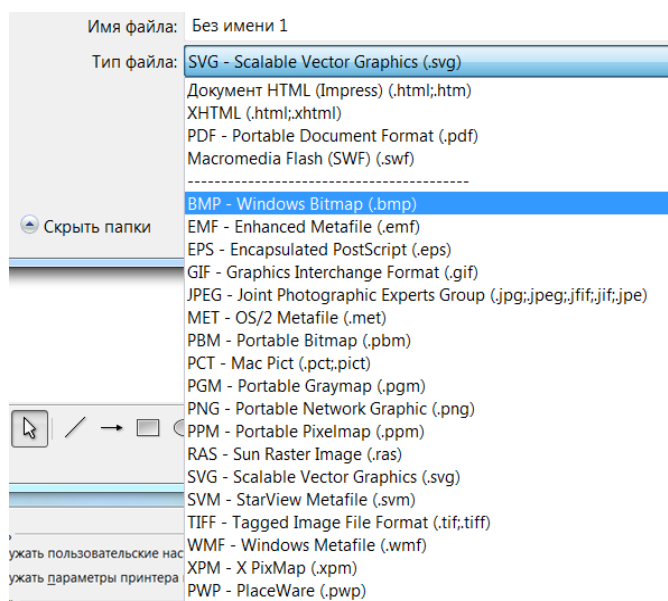 Имя файла: Без имени 1
Тип файла: SVG - Scalable Vector Graphics (.svg)
Документ HTML (Impress) (.html;.htm)
XHTML (.html;.xhtml)
PDF - Portable Document Format (.pdf)
Macromedia Flash (SWF) (.swf)
-----------------------------------------
BMP - Windows Bitmap (.bmp)
Скрыть папки
EMF - Enhanced Metafile (.emf)
EPS - Encapsulated PostScript (.eps)
GIF - Graphics Interchange Format (.gif)
JPEG - Joint Photographic Experts Group (.jpg;.jpeg;.jfif;.jif;.jpe)
MET - OS/2 Metafile (.met)
PBM - Portable Bitmap (.pbm)
PCT - Mac Pict (.pct;.pict)
PGM - Portable Graymap (.pgm)
PNG - Portable Network Graphic (.png)
PPM - Portable Pixelmap (.ppm)
RAS - Sun Raster Image (.ras)
SVG - Scalable Vector Graphics (.svg)
SVM - StarView Metafile (.svm)
TIFF - Tagged Image File Format (.tif;.tiff)
WMF - Windows Metafile (.wmf)
XPM - X PixMap (.xpm)
PWP - PlaceWare (.pwp)
ужать пользовательские нас
ужать параметры принтера